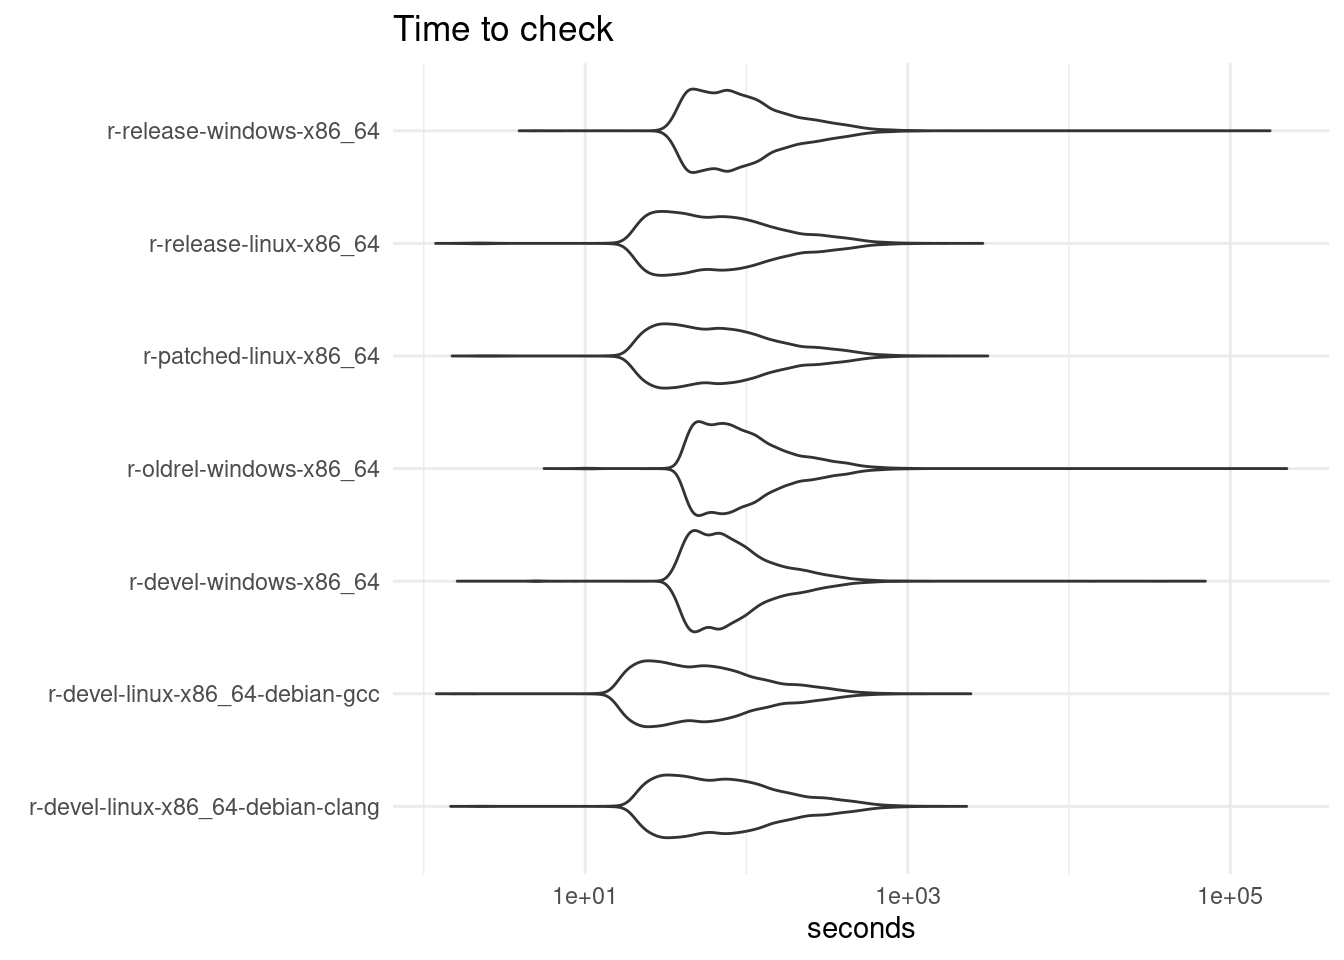 Time to check
r-release-windows-x86_64
r-release-linux-x86_64
r-patched-linux-x86_64
r-oldrel-windows-x86_64
r-devel-windows-x86_64
r-devel-linux-x86_64-debian-gcc
r-devel-linux-x86_64-debian-clang
1e+01 1e+03 1e+05
seconds